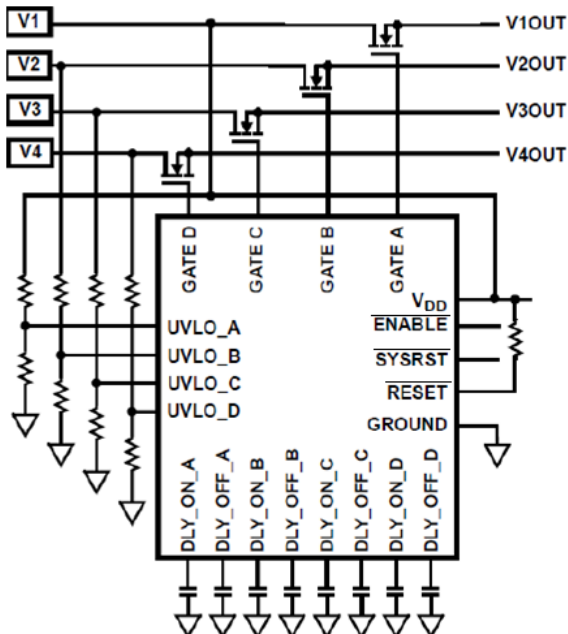 V1
V1OUT
V2
V2OUT
V3
V3OUT
V4
V4OUT
GATE D
GATE C
GATE B
GATE A
VDD
UVLO_A
ENABLE
UVLO_B
SYSRST
UVLO_C
RESET
UVLO_D
GROUND
DLY_ON_A
DLY_OFF_A
DLY_ON_B
DLY_OFF_B
DLY_ON_C
DLY_OFF_C
DLY_ON_D
DLY_OFF_D